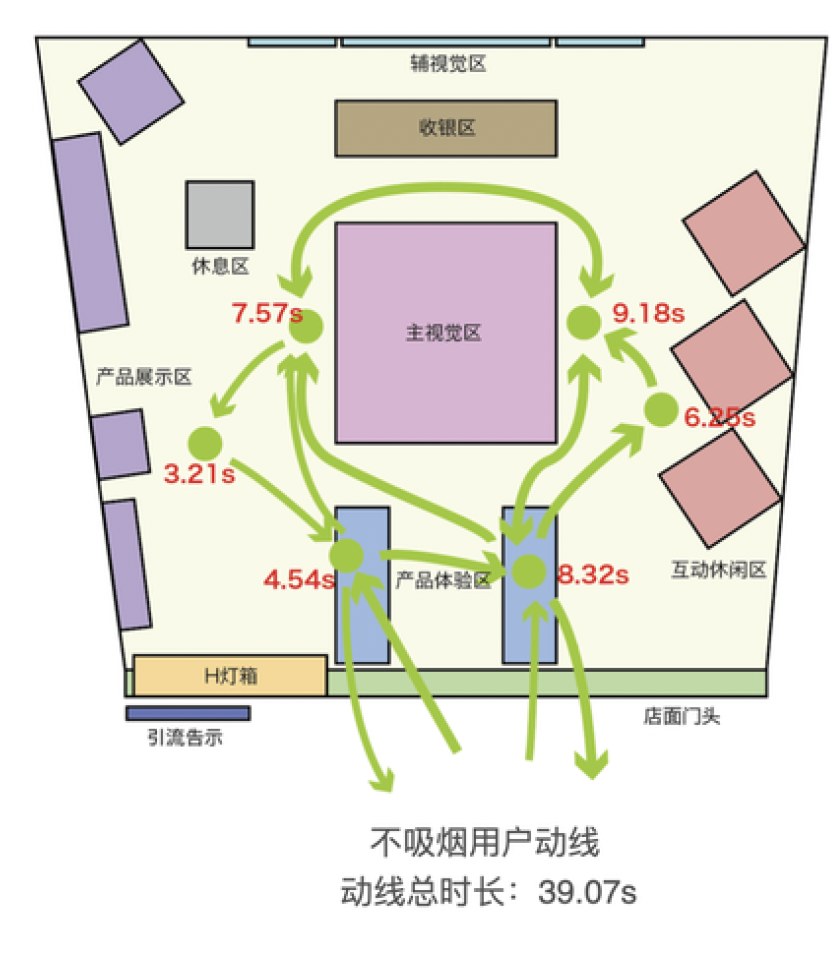 辅视觉区
收银区
休息区
7.57s
9.18s
主视觉区
产品展示区
6.25s
3.21s
4.54s
产品体验区
8.32s
互动休闲区
H灯箱
店面门头
引流告示
不吸烟用户动线
动线总时长：39.07s